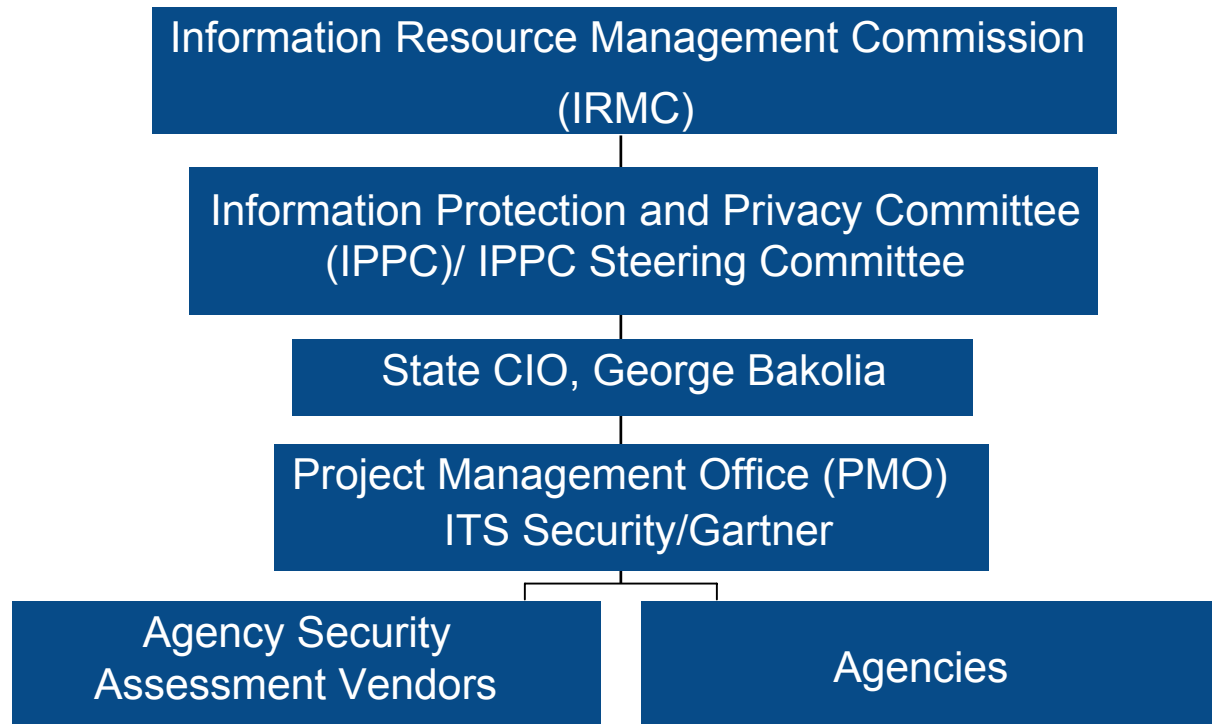 Information Resource Management Commission
(IRMC)
Information Protection and Privacy Committee
(IPPC)/ IPPC Steering Committee
State CIO, George Bakolia
Project Management Office (PMO)
ITS Security/Gartner
Agency Security
Assessment Vendors
Agencies